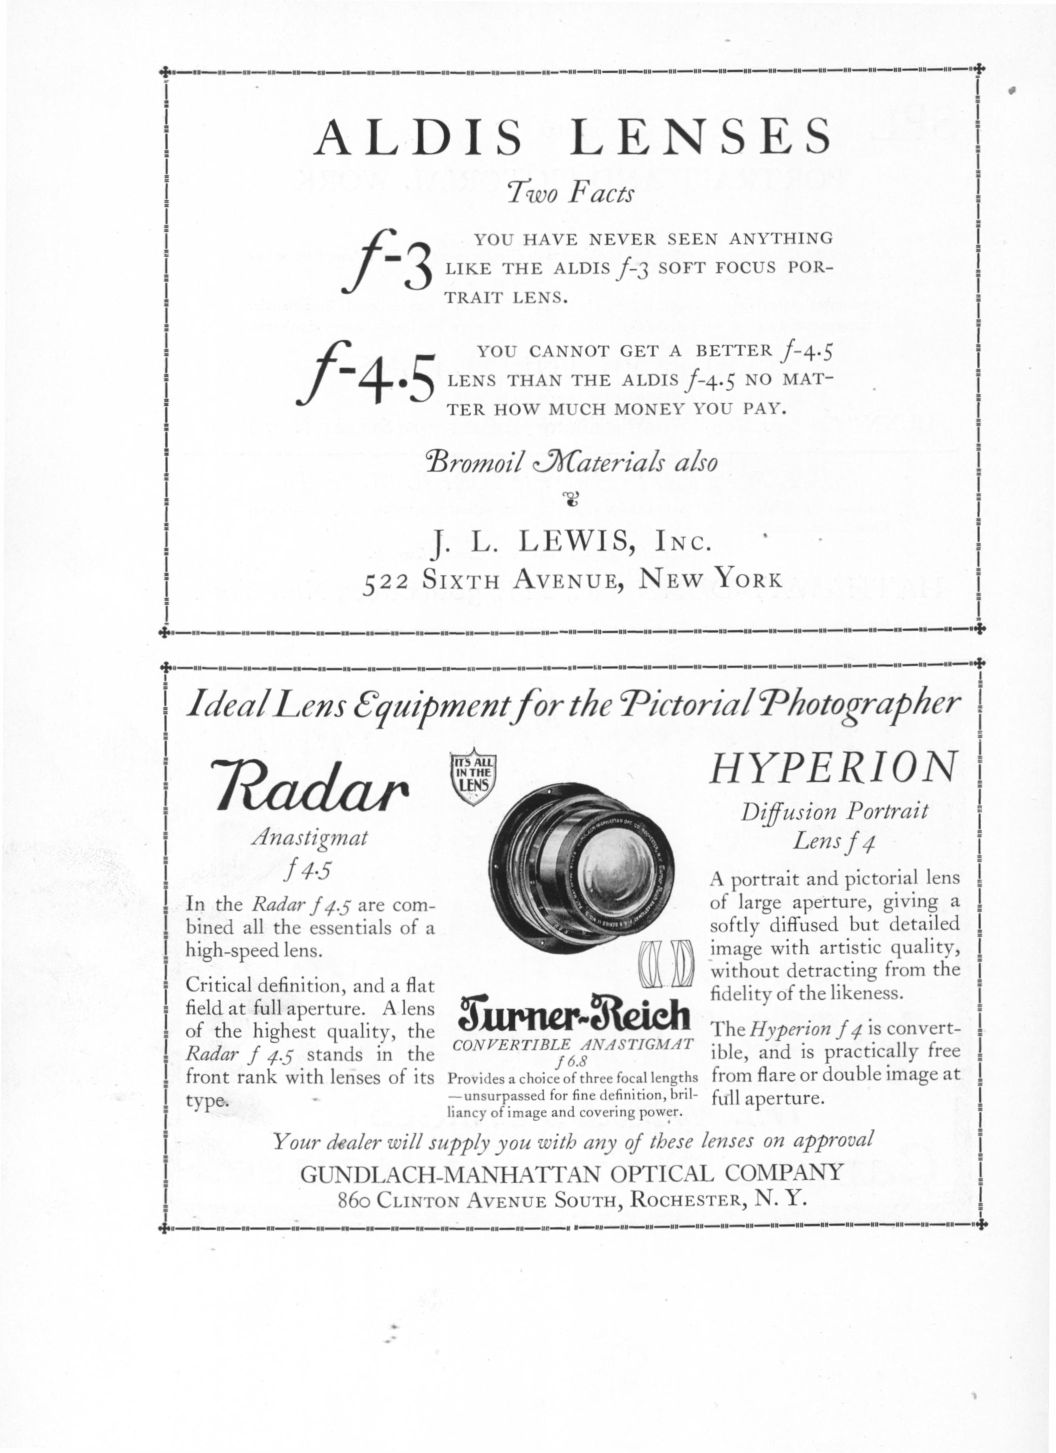 ALDIS LENSES
Two Facts
f-3 YOU HAVE NEVER SEEN ANYTHING
LIKE THE ALDIS f-3 SOFT FOCUS POR-
TRAIT LENS.
f-4.5 YOU CANNOT GET A BETTER f-4.5
LENS THAN THE ALDIS f-4.5 NO MAT-
TER HOW MUCH MONEY YOU PAY.
Bromoil Materials also
J. L. LEWIS, INC.
522 SIXTH AVENUE, NEW YORK
Ideal Lens Equipment for the Pictorial Photographer
Radar
Anastigmat
f 4.5
In the Radar f 4.5 are com-
bined all the essentials of a
high-speed lens.
Critical definition, and a flat
field at full aperture. A lens
of the highest quality, the
Radar f 4.5 stands in the
front rank with lenses of its
type.
IT'S ALL
IN THE
LENS
Turner-Reich
CONVERTIBLE ANASTIGMAT
f 6.8
Provides a choice of three focal lengths
—unsurpassed for fine definition, bril-
liancy of image and covering power.
HYPERION
Diffusion Portrait
Lens f 4
A portrait and pictorial lens
of large aperture, giving a
softly diffused but detailed
image with artistic quality,
without detracting from the
fidelity of the likeness.
The Hyperion f 4 is convert-
ible, and is practically free
from flare or double image at
full aperture.
Your dealer will supply you with any of these lenses on approval
GUNDLACH-MANHATTAN OPTICAL COMPANY
860 CLINTON AVENUE SOUTH, ROCHESTER, N. Y.